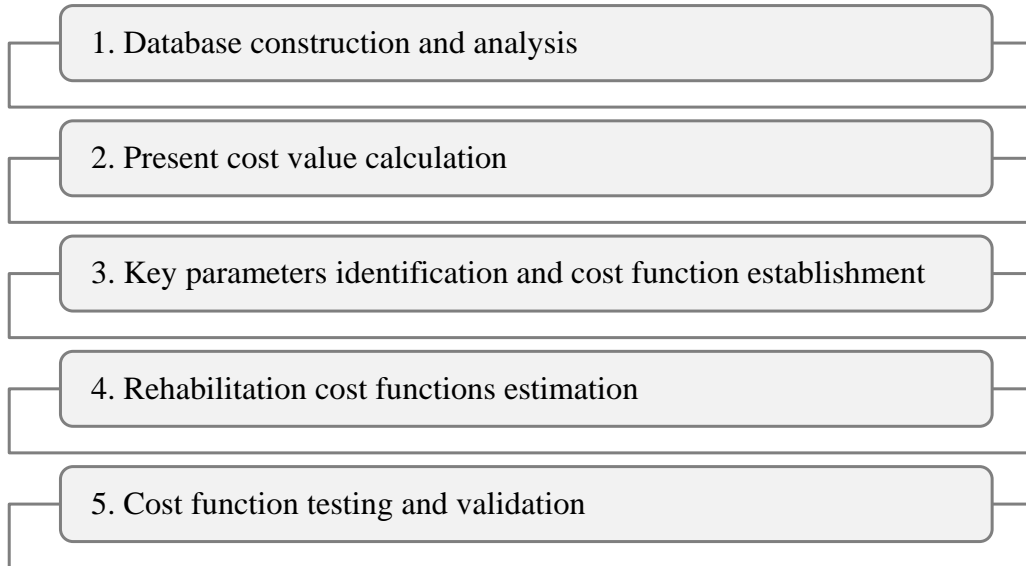 1. Database construction and analysis
2. Present cost value calculation
3. Key parameters identification and cost function establishment
4. Rehabilitation cost functions estimation
5. Cost function testing and validation